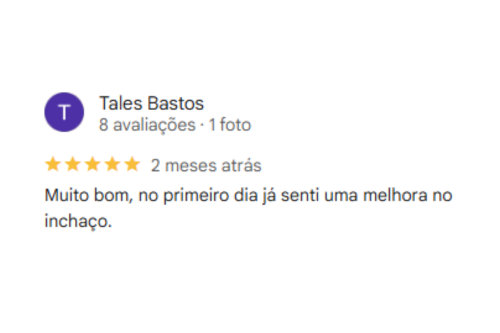 T
Tales Bastos
8 avaliações · 1 foto
2 meses atrás
Muito bom, no primeiro dia já senti uma melhora no
inchaço.